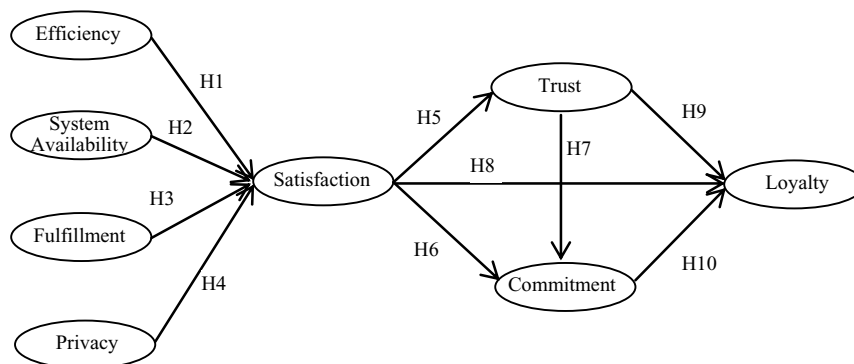 Efficiency
H1
System
Availability
H2
H3
Fulfillment
H4
Privacy
Satisfaction
H5
H8
H6
Trust
H7
Commitment
H9
H10
Loyalty